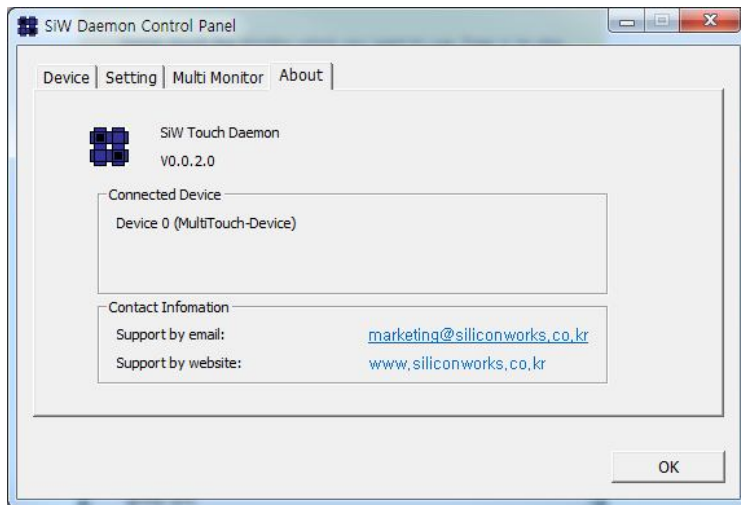 SiW Daemon Control Panel
Device Setting Multi Monitor About
SiW Touch Daemon
V0.0.2.0
Connected Device
Device 0 (MultiTouch-Device)
Contact Infomation
Support by email: marketing@siliconworks.co.kr
Support by website: www.siliconworks.co.kr
OK